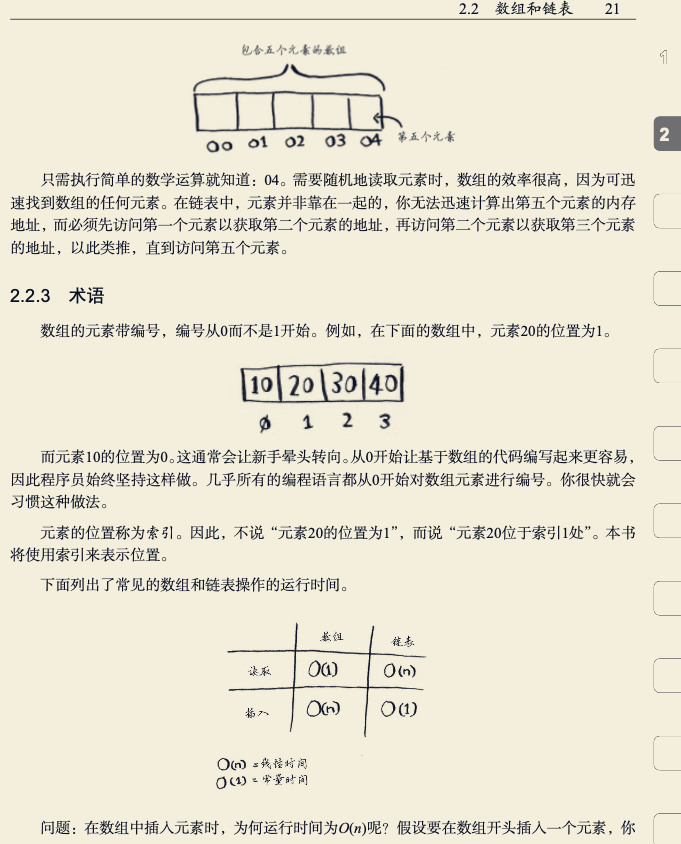 2.2 数组和链表 21
1
包含五个元素的数组
2
第五个元素
00 01 02 03 04
只需执行简单的数学运算就知道：04。需要随机地读取元素时，数组的效率很高，因为可迅
速找到数组的任何元素。在链表中，元素并非靠在一起的，你无法迅速计算出第五个元素的内存
地址，而必须先访问第一个元素以获取第二个元素的地址，再访问第二个元素以获取第三个元素
的地址，以此类推，直到访问第五个元素。
2.2.3 术语
数组的元素带编号，编号从0而不是1开始。例如，在下面的数组中，元素20的位置为1。
10 20 30 40
0 1 2 3
而元素10的位置为0。这通常会让新手晕头转向。从0开始让基于数组的代码编写起来更容易，
因此程序员始终坚持这样做。几乎所有的编程语言都从0开始对数组元素进行编号。你很快就会
习惯这种做法。
元素的位置称为索引。因此，不说“元素20的位置为1”，而说“元素20位于索引1处”。本书
将使用索引来表示位置。
下面列出了常见的数组和链表操作的运行时间。
数组 链表
读取 O(1) O(n)
插入 O(n) O(1)
O(n) = 线性时间
O(1) = 常量时间
问题：在数组中插入元素时，为何运行时间为O(n)呢？假设要在数组开头插入一个元素，你